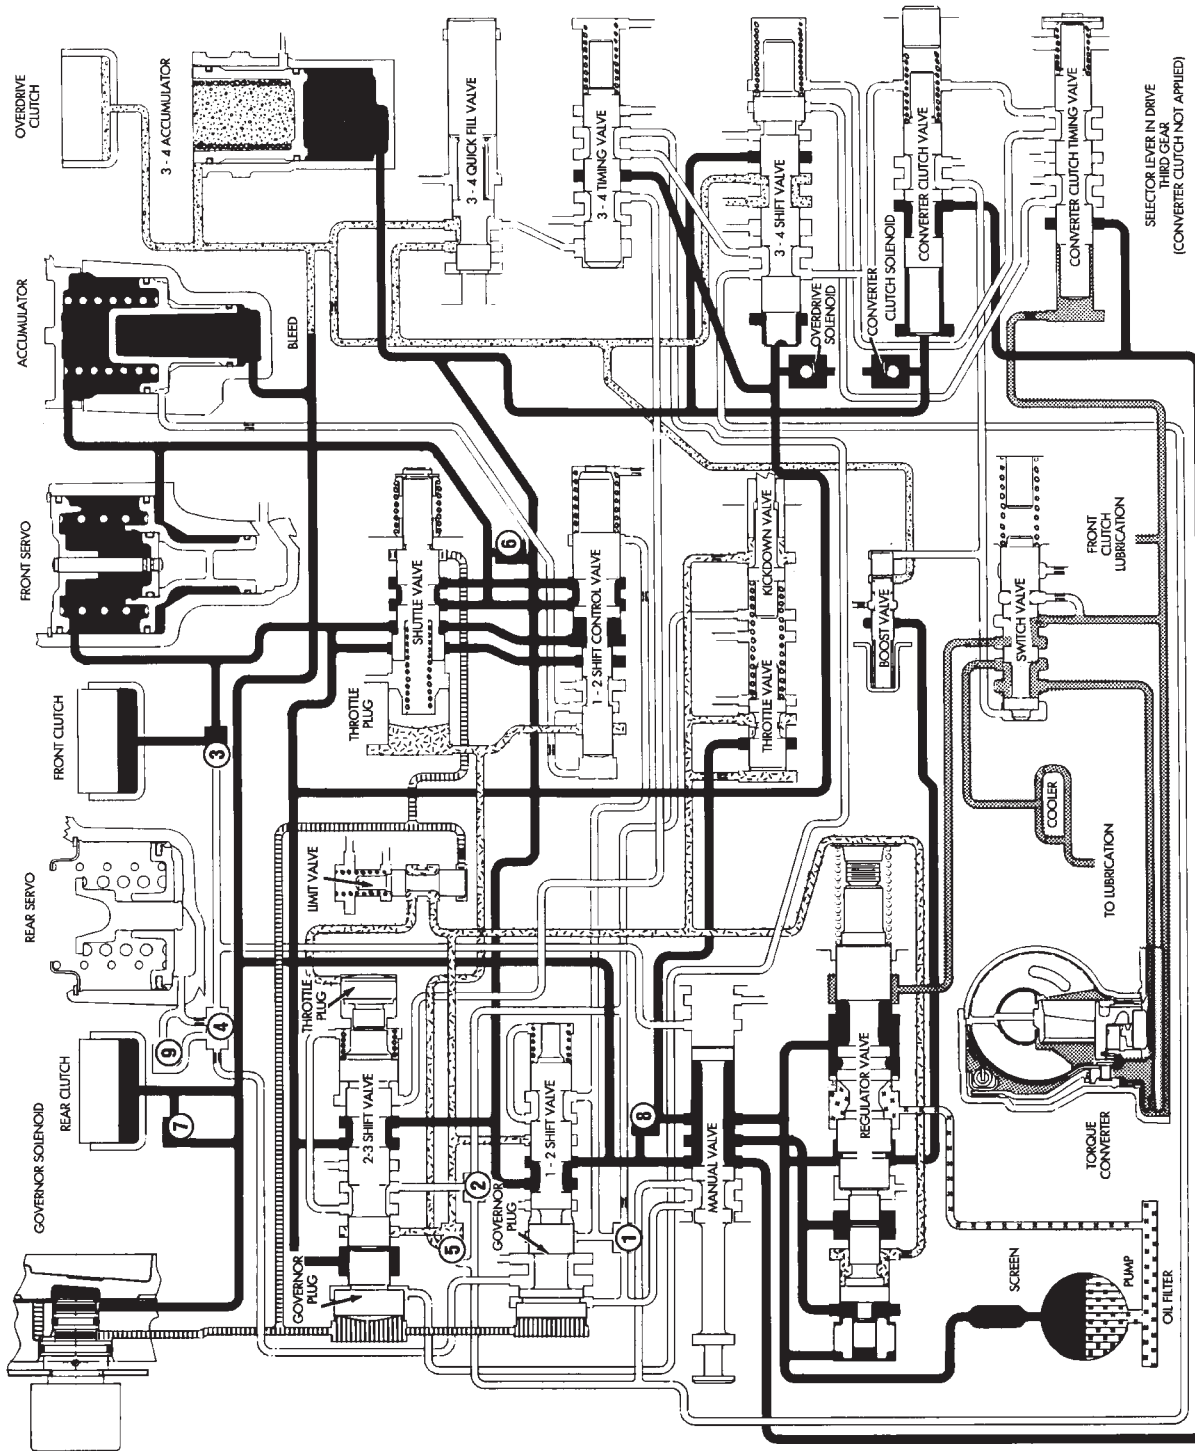 OVERDRIVE
CLUTCH
3 - 4 ACCUMULATOR
3 - 4 QUICK FILL VALVE
3 - 4 TIMING VALVE
3 - 4 SHIFT VALVE
CONVERTER CLUTCH VALVE
CONVERTER CLUTCH TIMING VALVE
SELECTOR LEVER IN DRIVE
THIRD GEAR
(CONVERTER CLUTCH NOT APPLIED)
ACCUMULATOR
BLEED
OVERDRIVE
SOLENOID
CONVERTER
CLUTCH SOLENOID
FRONT SERVO
SHUTTLE VALVE
6
1 - 2 SHIFT CONTROL VALVE
KICKDOWN VALVE
THROTTLE VALVE
BOOST VALVE
SWITCH VALVE
FRONT
CLUTCH
LUBRICATION
FRONT CLUTCH
3
THROTTLE
PLUG
COOLER
TO LUBRICATION
REAR SERVO
LIMIT VALVE
9
4
THROTTLE
PLUG
REAR CLUTCH
7
2-3 SHIFT VALVE
1 - 2 SHIFT VALVE
8
MANUAL VALVE
REGULATOR VALVE
TORQUE
CONVERTER
GOVERNOR SOLENOID
2
5
GOVERNOR
PLUG
GOVERNOR
PLUG
1
SCREEN
PUMP
OIL FILTER